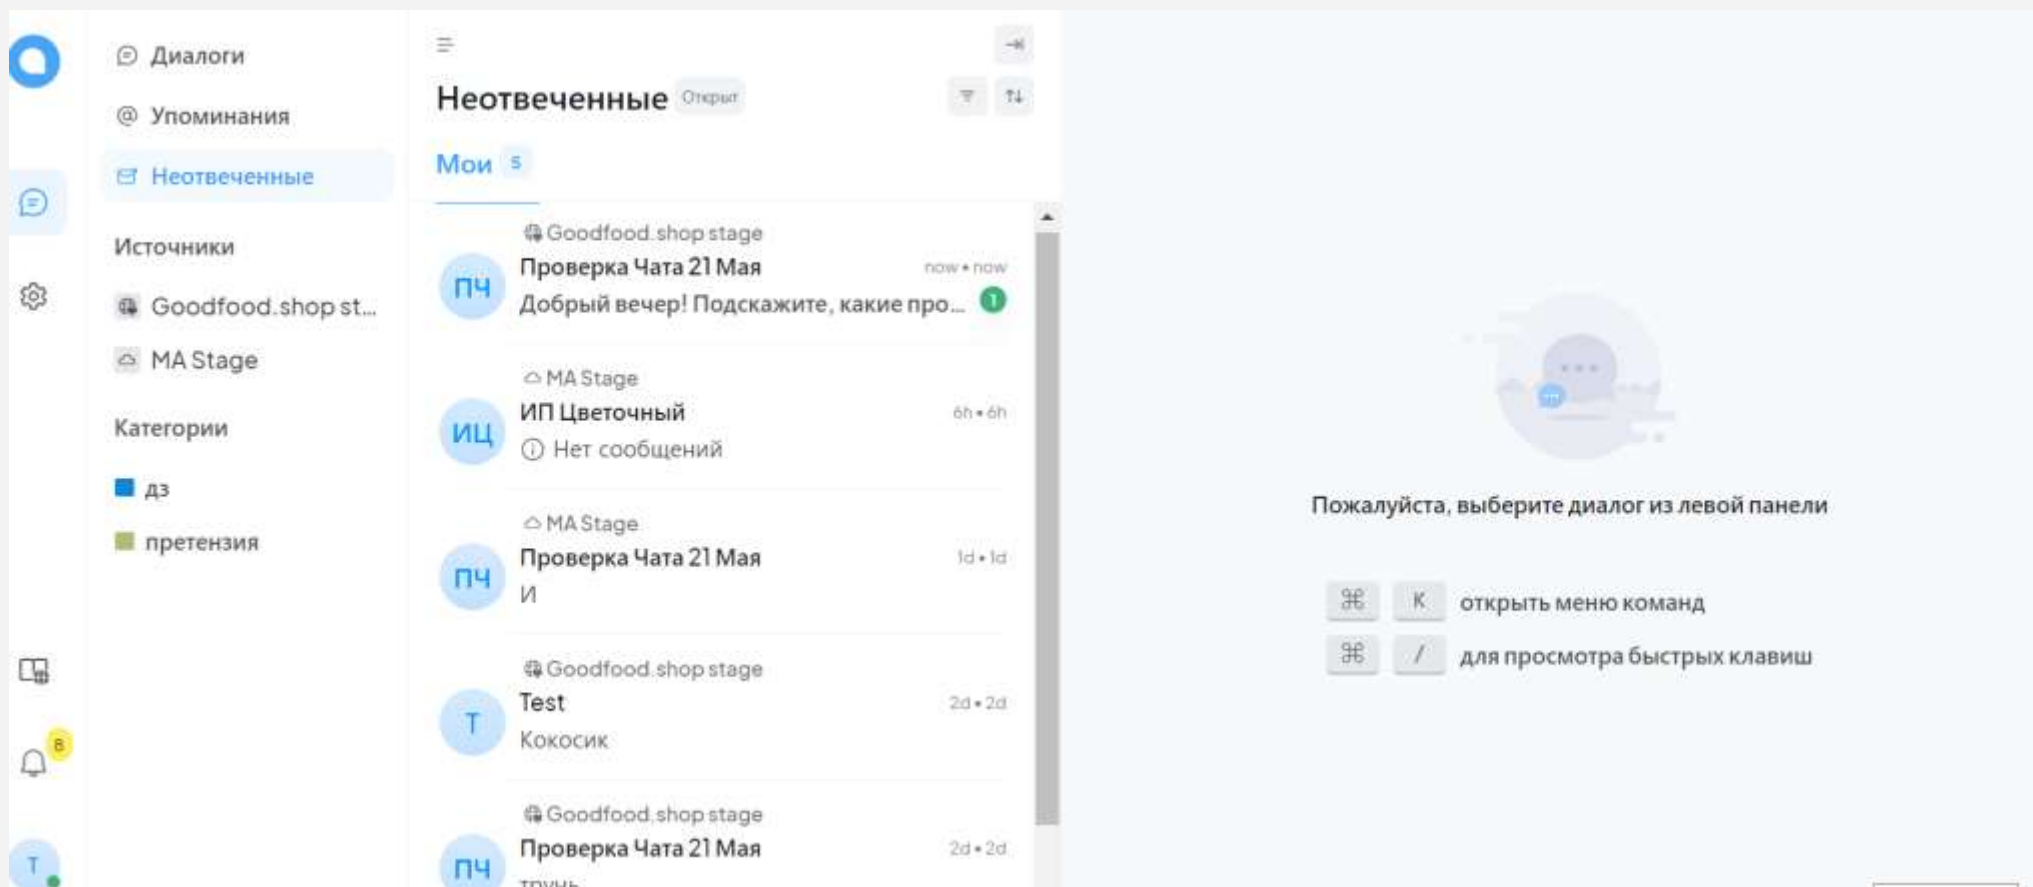 Диалоги
@ Упоминания
Неотвеченные
Источники
Goodfood.shop st...
MA Stage
Категории
дз
претензия
8
T
Неотвеченные Открыт
Мои 5
Goodfood.shop stage
ПЧ
Проверка Чата 21 Мая now • now
Добрый вечер! Подскажите, какие про... 1
MA Stage
ИЦ
ИП Цветочный 6h • 6h
Нет сообщений
MA Stage
ПЧ
Проверка Чата 21 Мая 1d • 1d
И
Goodfood.shop stage
T
Test 2d • 2d
Кокосик
Goodfood.shop stage
ПЧ
Проверка Чата 21 Мая 2d • 2d
Пожалуйста, выберите диалог из левой панели
⌘ K открыть меню команд
⌘ / для просмотра быстрых клавиш